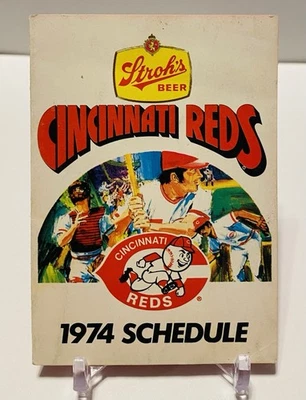 Stroh's
BEER
CINCINNATI REDS
CINCINNATI
REDS
®
1974 SCHEDULE